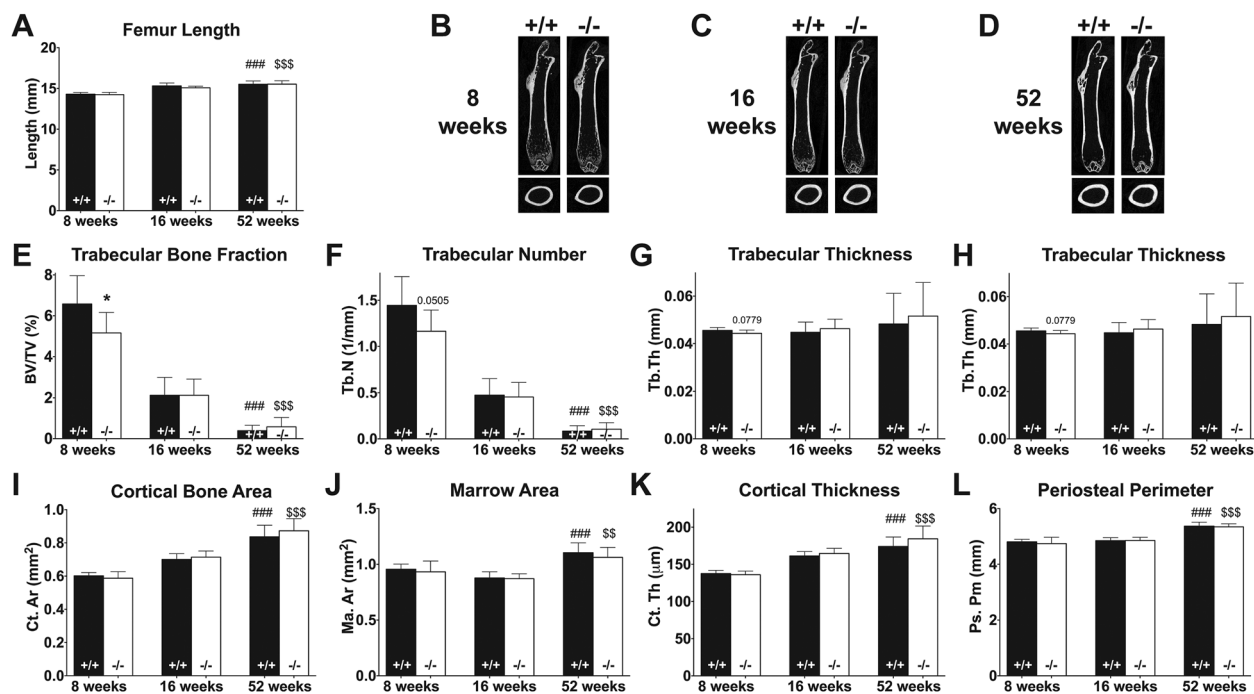 A
Femur Length
20
15
10
5
0
Length (mm)
### $$$
+/+ -/- +/+ -/- +/+ -/-
8 weeks 16 weeks 52 weeks
B
+/+ -/-
8
weeks
C
+/+ -/-
16
weeks
D
+/+ -/-
52
weeks
E
Trabecular Bone Fraction
8
6
4
2
0
BV/TV (%)
*
### $$$
+/+ -/- +/+ -/- +/+ -/-
8 weeks 16 weeks 52 weeks
F
Trabecular Number
1.5
1.0
0.5
0.0
Tb.N (1/mm)
0.0505
### $$$
+/+ -/- +/+ -/- +/+ -/-
8 weeks 16 weeks 52 weeks
G
Trabecular Thickness
0.06
0.04
0.02
0.00
Tb.Th (mm)
0.0779
+/+ -/- +/+ -/- +/+ -/-
8 weeks 16 weeks 52 weeks
H
Trabecular Thickness
0.06
0.04
0.02
0.00
Tb.Th (mm)
0.0779
+/+ -/- +/+ -/- +/+ -/-
8 weeks 16 weeks 52 weeks
I
Cortical Bone Area
1.0
0.8
0.6
0.4
0.2
0.0
Ct. Ar (mm²)
### $$$
+/+ -/- +/+ -/- +/+ -/-
8 weeks 16 weeks 52 weeks
J
Marrow Area
1.5
1.0
0.5
0.0
Ma. Ar (mm²)
### $$
+/+ -/- +/+ -/- +/+ -/-
8 weeks 16 weeks 52 weeks
K
Cortical Thickness
200
150
100
50
0
Ct. Th (µm)
### $$$
+/+ -/- +/+ -/- +/+ -/-
8 weeks 16 weeks 52 weeks
L
Periosteal Perimeter
6
4
2
0
Ps. Pm (mm)
### $$$
+/+ -/- +/+ -/- +/+ -/-
8 weeks 16 weeks 52 weeks